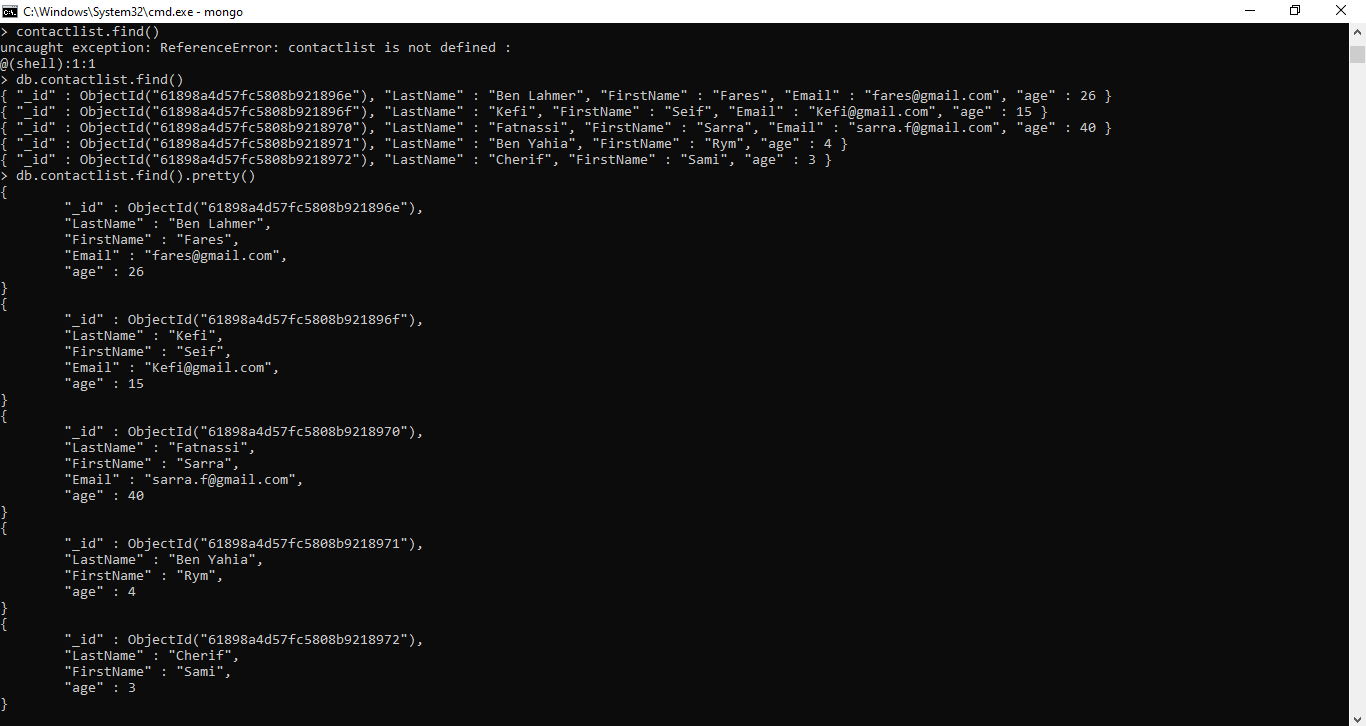 C:\Windows\System32\cmd.exe - mongo
> contactlist.find()
uncaught exception: ReferenceError: contactlist is not defined :
@(shell):1:1
> db.contactlist.find()
{ "_id" : ObjectId("61898a4d57fc5808b921896e"), "LastName" : "Ben Lahmer", "FirstName" : "Fares", "Email" : "fares@gmail.com", "age" : 26 }
{ "_id" : ObjectId("61898a4d57fc5808b921896f"), "LastName" : "Kefi", "FirstName" : "Seif", "Email" : "Kefi@gmail.com", "age" : 15 }
{ "_id" : ObjectId("61898a4d57fc5808b9218970"), "LastName" : "Fatnassi", "FirstName" : "Sarra", "Email" : "sarra.f@gmail.com", "age" : 40 }
{ "_id" : ObjectId("61898a4d57fc5808b9218971"), "LastName" : "Ben Yahia", "FirstName" : "Rym", "age" : 4 }
{ "_id" : ObjectId("61898a4d57fc5808b9218972"), "LastName" : "Cherif", "FirstName" : "Sami", "age" : 3 }
> db.contactlist.find().pretty()
{
        "_id" : ObjectId("61898a4d57fc5808b921896e"),
        "LastName" : "Ben Lahmer",
        "FirstName" : "Fares",
        "Email" : "fares@gmail.com",
        "age" : 26
}
{
        "_id" : ObjectId("61898a4d57fc5808b921896f"),
        "LastName" : "Kefi",
        "FirstName" : "Seif",
        "Email" : "Kefi@gmail.com",
        "age" : 15
}
{
        "_id" : ObjectId("61898a4d57fc5808b9218970"),
        "LastName" : "Fatnassi",
        "FirstName" : "Sarra",
        "Email" : "sarra.f@gmail.com",
        "age" : 40
}
{
        "_id" : ObjectId("61898a4d57fc5808b9218971"),
        "LastName" : "Ben Yahia",
        "FirstName" : "Rym",
        "age" : 4
}
{
        "_id" : ObjectId("61898a4d57fc5808b9218972"),
        "LastName" : "Cherif",
        "FirstName" : "Sami",
        "age" : 3
}